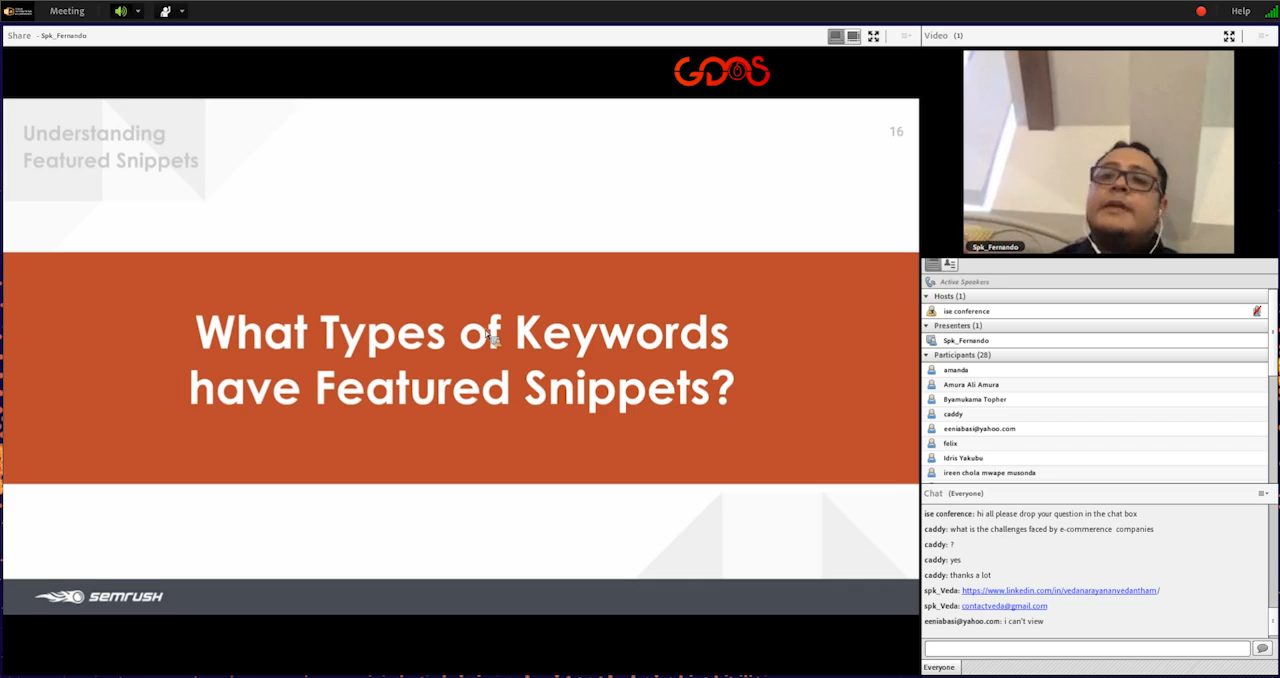 Meeting
Help
Share - Spk_Fernando
Video (1)
GDOS
Understanding
Featured Snippets
16
What Types of Keywords
have Featured Snippets?
semrush
Spk_Fernando
Active Speakers
Hosts (1)
ise conference
Presenters (1)
Spk_Fernando
Participants (28)
amanda
Amura Ali Amura
Byamukama Topher
caddy
eeniabasi@yahoo.com
felix
Idris Yakubu
ireen chola mwape musonda
Chat (Everyone)
ise conference: hi all please drop your question in the chat box
caddy: what is the challenges faced by e-commerence companies
caddy: ?
caddy: yes
caddy: thanks a lot
spk_Veda: https://www.linkedin.com/in/vedanarayananvedantham/
spk_Veda: contactveda@gmail.com
eeniabasi@yahoo.com: i can't view
Everyone